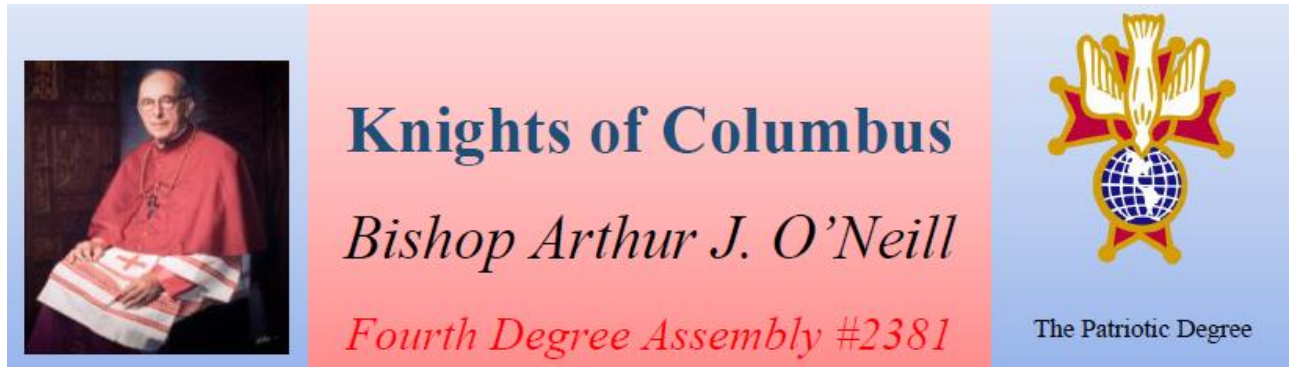 Knights of Columbus
Bishop Arthur J. O’Neill
Fourth Degree Assembly #2381
The Patriotic Degree